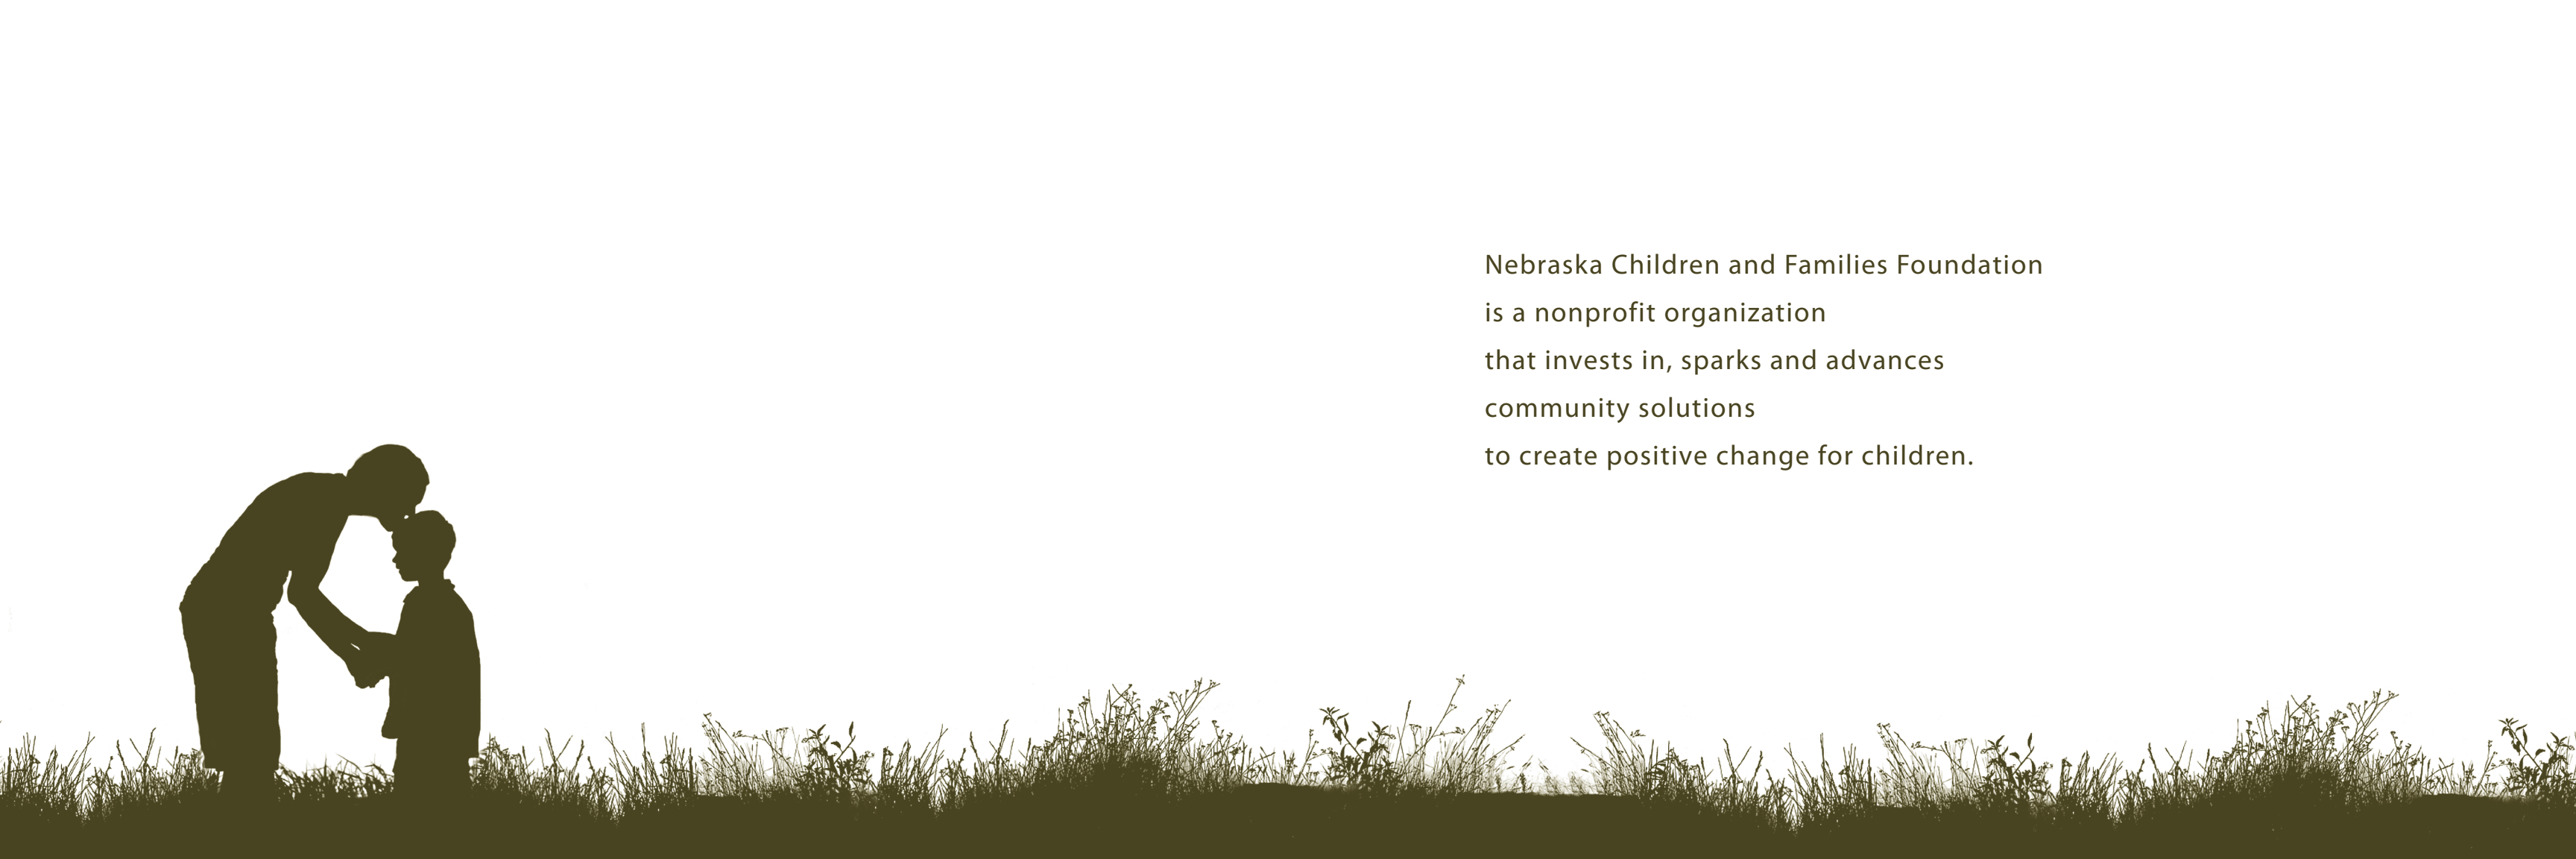 Nebraska Children and Families Foundation
is a nonprofit organization
that invests in, sparks and advances
community solutions
to create positive change for children.